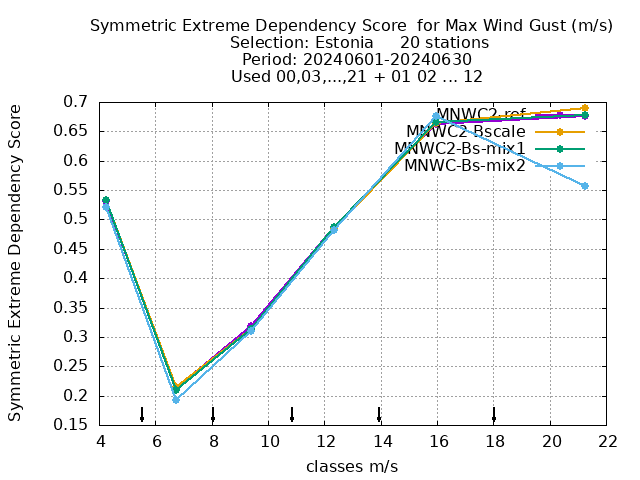 Symmetric Extreme Dependency Score  for Max Wind Gust (m/s)
Selection: Estonia     20 stations
Period: 20240601-20240630
Used 00,03,...,21 + 01 02 ... 12
Symmetric Extreme Dependency Score
0.7
0.65
0.6
0.55
0.5
0.45
0.4
0.35
0.3
0.25
0.2
0.15
MNWC2-ref
MNWC2-Bscale
MNWC2-Bs-mix1
MNWC-Bs-mix2
4 6 8 10 12 14 16 18 20 22
classes m/s